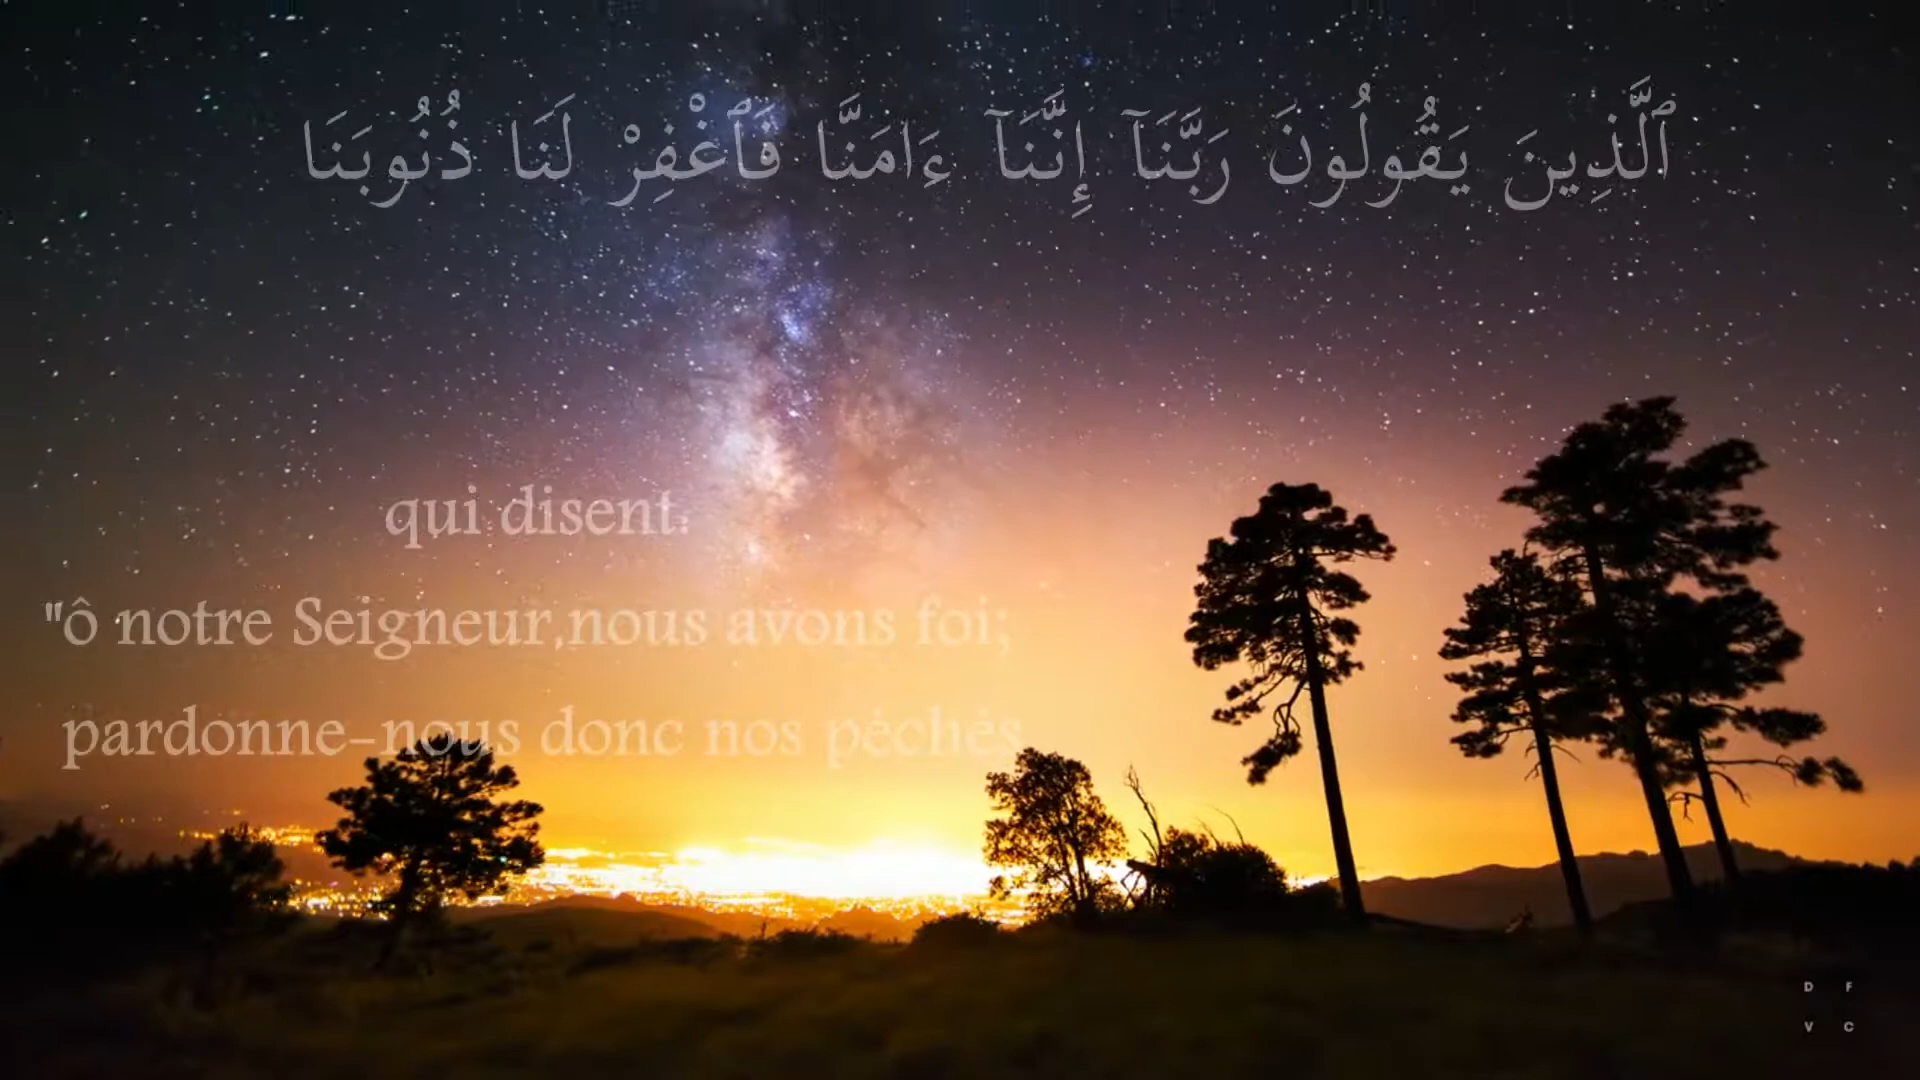 ٱلَّذِينَ يَقُولُونَ رَبَّنَآ إِنَّنَآ ءَامَنَّا فَٱغْفِرْ لَنَا ذُنُوبَنَا
qui disent:
"ô notre Seigneur,nous avons foi;
pardonne-nous donc nos péchés
D F
V C